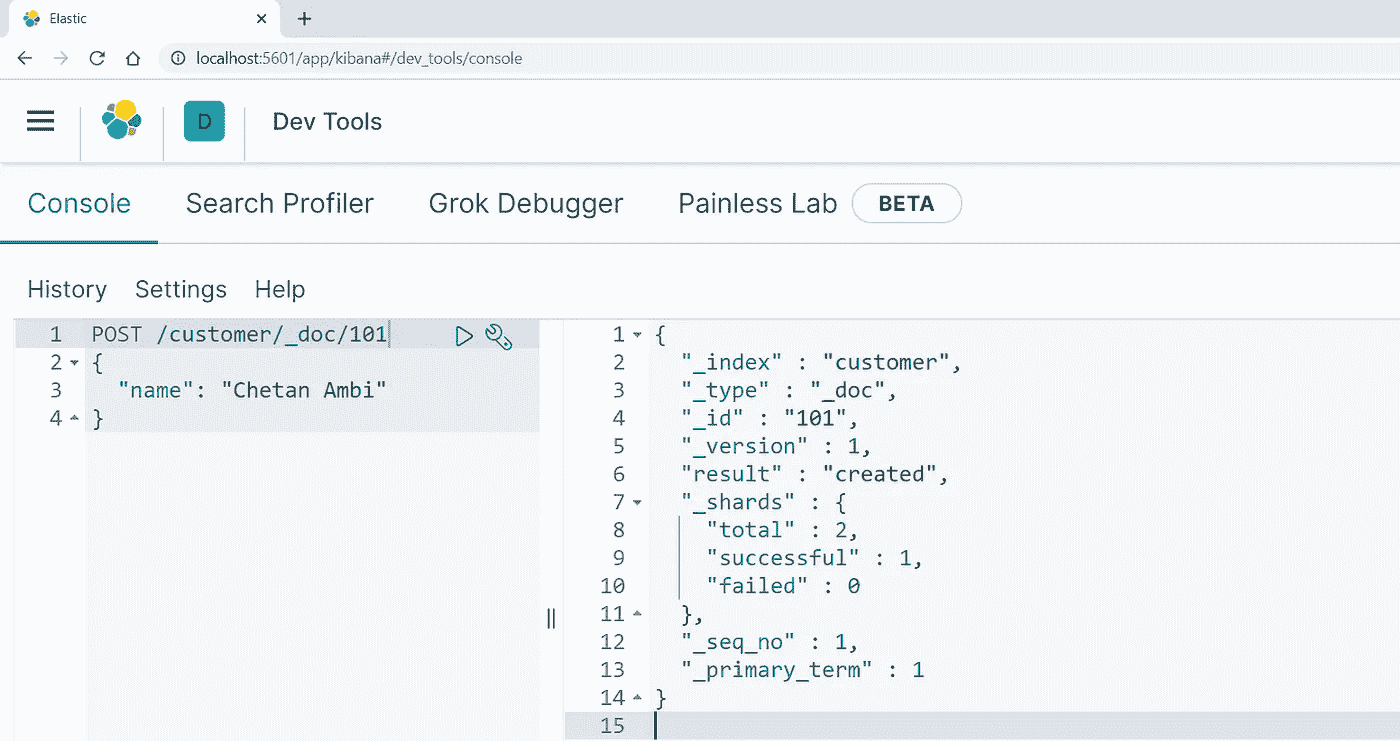 Elastic
localhost:5601/app/kibana#/dev_tools/console
D Dev Tools
Console Search Profiler Grok Debugger Painless Lab BETA
History Settings Help
1 POST /customer/_doc/101
2 {
3 "name": "Chetan Ambi"
4 }
1 {
2 "_index" : "customer",
3 "_type" : "_doc",
4 "_id" : "101",
5 "_version" : 1,
6 "result" : "created",
7 "_shards" : {
8 "total" : 2,
9 "successful" : 1,
10 "failed" : 0
11 },
12 "_seq_no" : 1,
13 "_primary_term" : 1
14 }
15